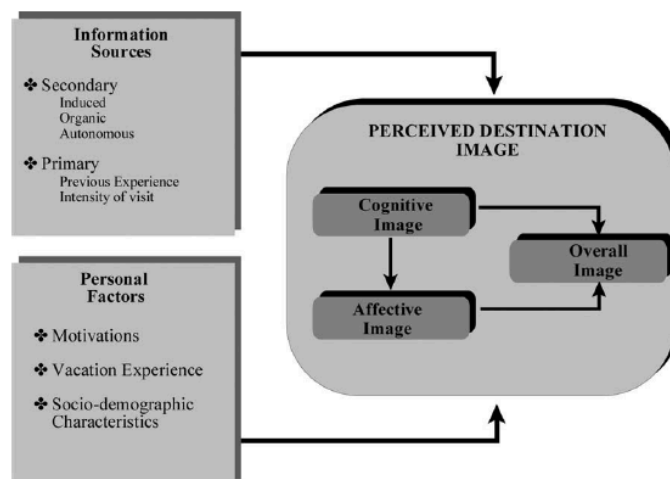 Information
Sources
❖ Secondary
Induced
Organic
Autonomous
❖ Primary
Previous Experience
Intensity of visit
PERCEIVED DESTINATION
IMAGE
Cognitive
Image
Overall
Image
Affective
Image
Personal
Factors
❖ Motivations
❖ Vacation Experience
❖ Socio-demographic
Characteristics